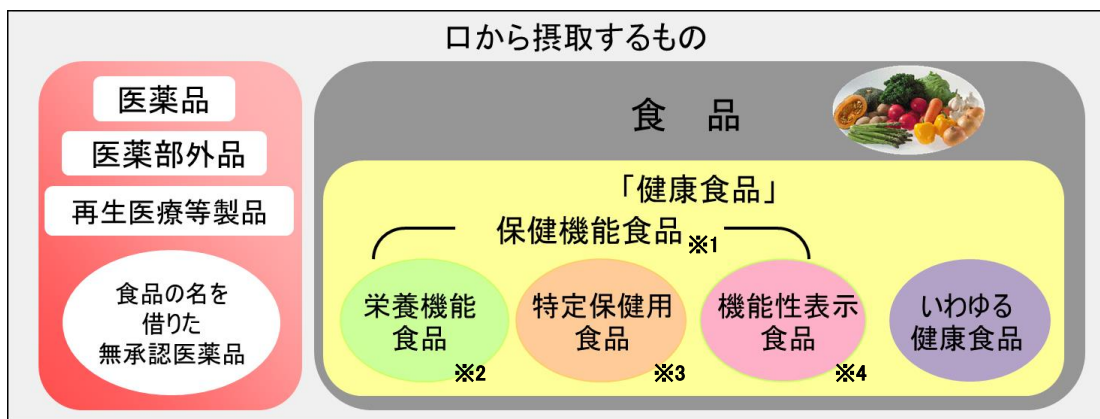 口から摂取するもの
医薬品
医薬部外品
再生医療等製品
食品の名を
借りた
無承認医薬品
食 品
「健康食品」
保健機能食品※1
栄養機能
食品
※2
特定保健用
食品
※3
機能性表示
食品
※4
いわゆる
健康食品